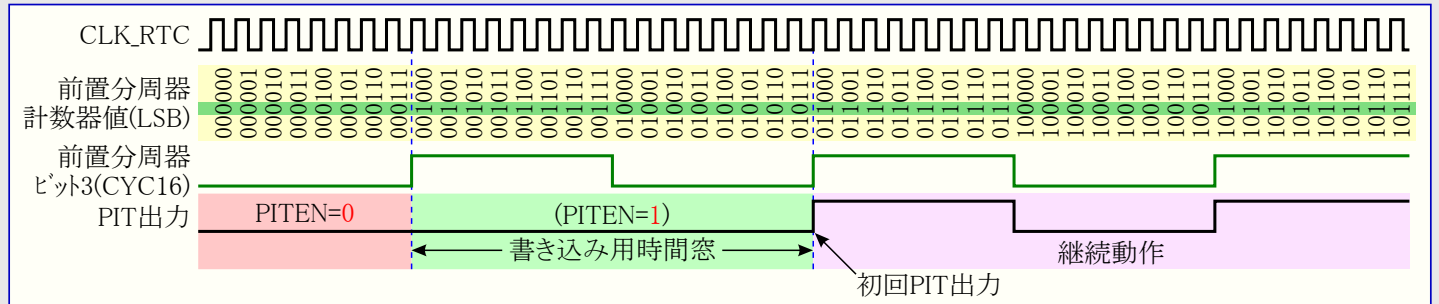 CLK_RTC
前置分周器
計数器値(LSB)
000000 000001 000010 000011 000100 000101 000110 000111 001000 001001 001010 001011 001100 001101 001110 001111 010000 010001 010010 010011 010100 010101 010110 010111 011000 011001 011010 011011 011100 011101 011110 011111 100000 100001 100010 100011 100100 100101 100110 100111 101000 101001 101010 101011 101100 101101 101110 101111
前置分周器
ﾋﾞｯﾄ3(CYC16)
PIT出力 PITEN=0 (PITEN=1)
書き込み用時間窓 継続動作
初回PIT出力